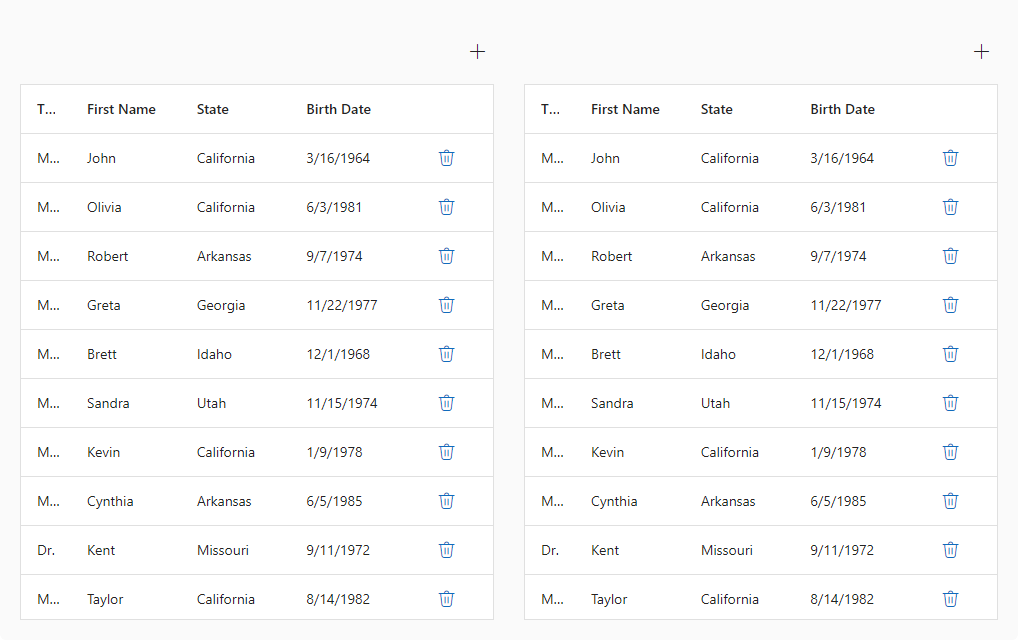 T... First Name State Birth Date
M... John California 3/16/1964
M... Olivia California 6/3/1981
M... Robert Arkansas 9/7/1974
M... Greta Georgia 11/22/1977
M... Brett Idaho 12/1/1968
M... Sandra Utah 11/15/1974
M... Kevin California 1/9/1978
M... Cynthia Arkansas 6/5/1985
Dr. Kent Missouri 9/11/1972
M... Taylor California 8/14/1982
T... First Name State Birth Date
M... John California 3/16/1964
M... Olivia California 6/3/1981
M... Robert Arkansas 9/7/1974
M... Greta Georgia 11/22/1977
M... Brett Idaho 12/1/1968
M... Sandra Utah 11/15/1974
M... Kevin California 1/9/1978
M... Cynthia Arkansas 6/5/1985
Dr. Kent Missouri 9/11/1972
M... Taylor California 8/14/1982